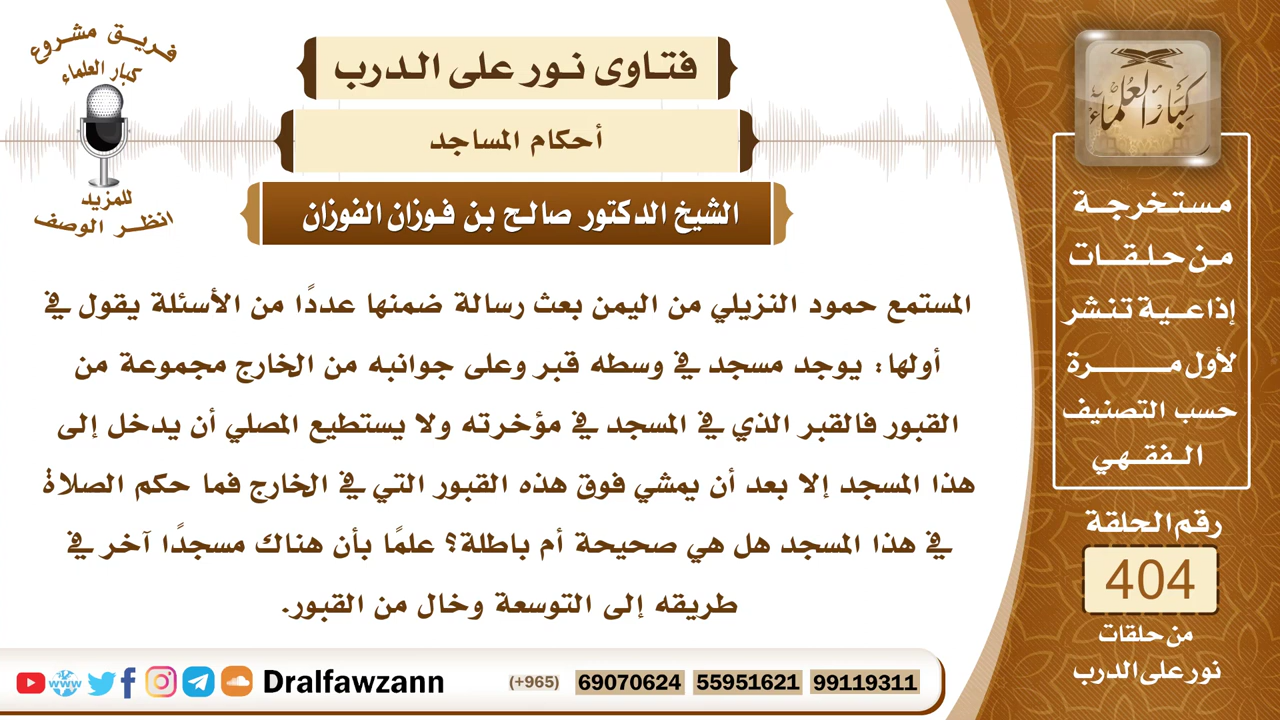 فريق مشروع
كبار العلماء
للمزيد
انظر الوصف
فتاوى نور على الدرب
أحكام المساجد
الشيخ الدكتور صالح بن فوزان الفوزان
المستمع حمود النزيلي من اليمن بعث رسالة ضمنها عددًا من الأسئلة يقول في
أولها: يوجد مسجد في وسطه قبر وعلى جوانبه من الخارج مجموعة من
القبور فالقبر الذي في المسجد في مؤخرته ولا يستطيع المصلي أن يدخل إلى
هذا المسجد إلا بعد أن يمشي فوق هذه القبور التي في الخارج فما حكم الصلاة
في هذا المسجد هل هي صحيحة أم باطلة؟ علمًا بأن هناك مسجدًا آخر في
طريقه إلى التوسعة وخال من القبور.
كبار العلماء
مستخرجة
من حلقات
إذاعية تنشر
لأول مرة
حسب التصنيف
الفقهي
رقم الحلقة
404
من حلقات
نور على الدرب
www Dralfawzann (+965) 69070624 55951621 99119311